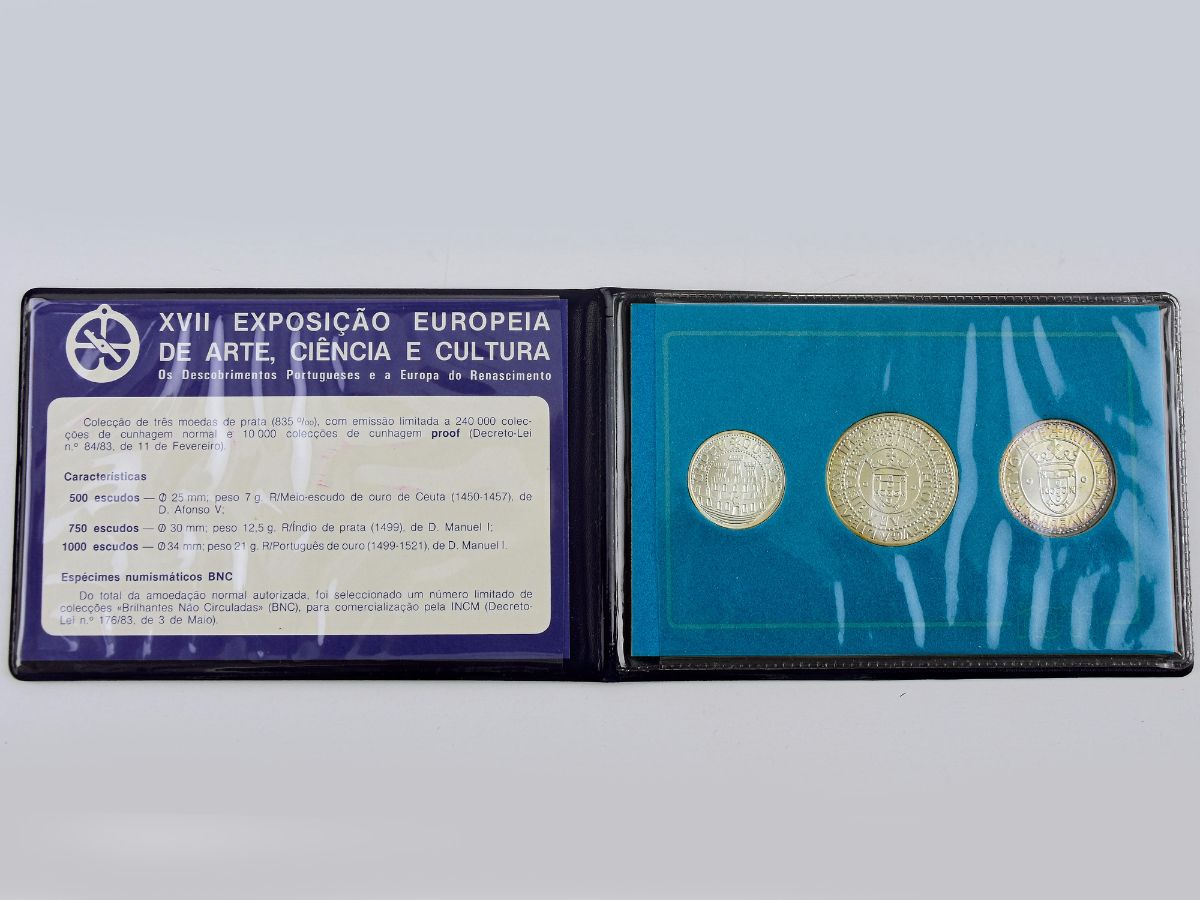 XVII EXPOSIÇÃO EUROPEIA
DE ARTE, CIÊNCIA E CULTURA
Os Descobrimentos Portugueses e a Europa do Renascimento
Colecção de três moedas de prata (835 º/oo), com emissão limitada a 240 000 colec-
ções de cunhagem normal e 10 000 colecções de cunhagem proof (Decreto-Lei
n.º 84/83, de 11 de Fevereiro).
Características
500 escudos — Ø 25 mm; peso 7 g. R/Meio-escudo de ouro de Ceuta (1450-1457), de
D. Afonso V;
750 escudos — Ø 30 mm; peso 12,5 g. R/Índio de prata (1499), de D. Manuel I;
1000 escudos — Ø 34 mm; peso 21 g. R/Português de ouro (1499-1521), de D. Manuel I.
Espécimes numismáticos BNC
Do total da amoedação normal autorizada, foi seleccionado um número limitado de
colecções «Brilhantes Não Circuladas» (BNC), para comercialização pela INCM (Decreto-
Lei n.º 176/83, de 3 de Maio).